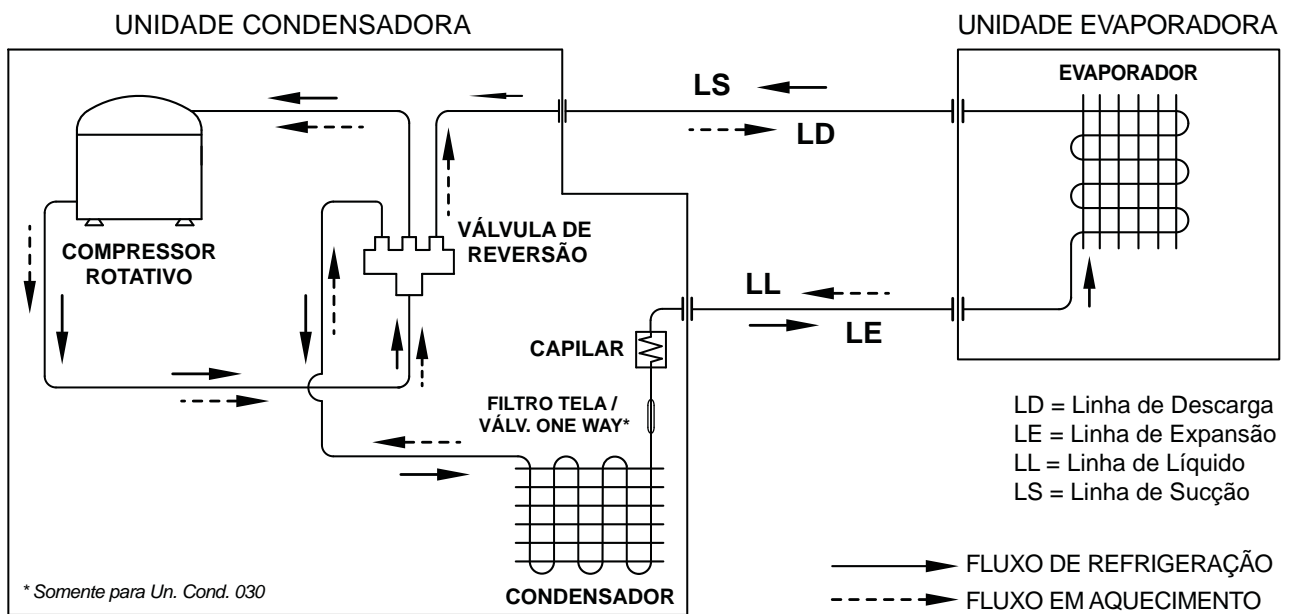 UNIDADE CONDENSADORA
UNIDADE EVAPORADORA
EVAPORADOR
LS
LD
COMPRESSOR
ROTATIVO
VÁLVULA DE
REVERSÃO
LL
LE
CAPILAR
FILTRO TELA /
VÁLV. ONE WAY*
LD = Linha de Descarga
LE = Linha de Expansão
LL = Linha de Líquido
LS = Linha de Sucção
* Somente para Un. Cond. 030
CONDENSADOR
FLUXO DE REFRIGERAÇÃO
FLUXO EM AQUECIMENTO